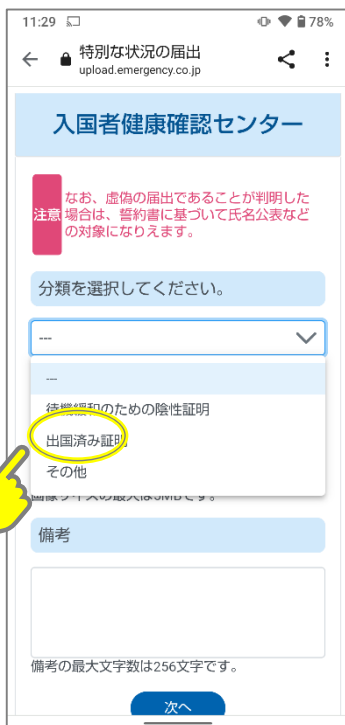 11:29 78%
特別な状況の届出
upload.emergency.co.jp
入国者健康確認センター
注意
なお、虚偽の届出であることが判明した
場合は、誓約書に基づいて氏名公表など
の対象になりえます。
分類を選択してください。
---
---
待機緩和のための陰性証明
出国済み証明
その他
画像サイズの最大は5MBです。
備考
備考の最大文字数は256文字です。
次へ